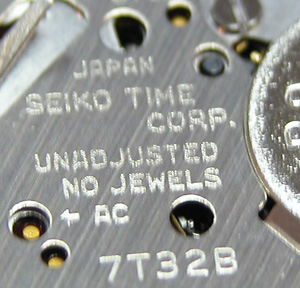 JAPAN
SEIKO TIME
CORP.
UNADJUSTED
NO JEWELS
← AC
7T32B